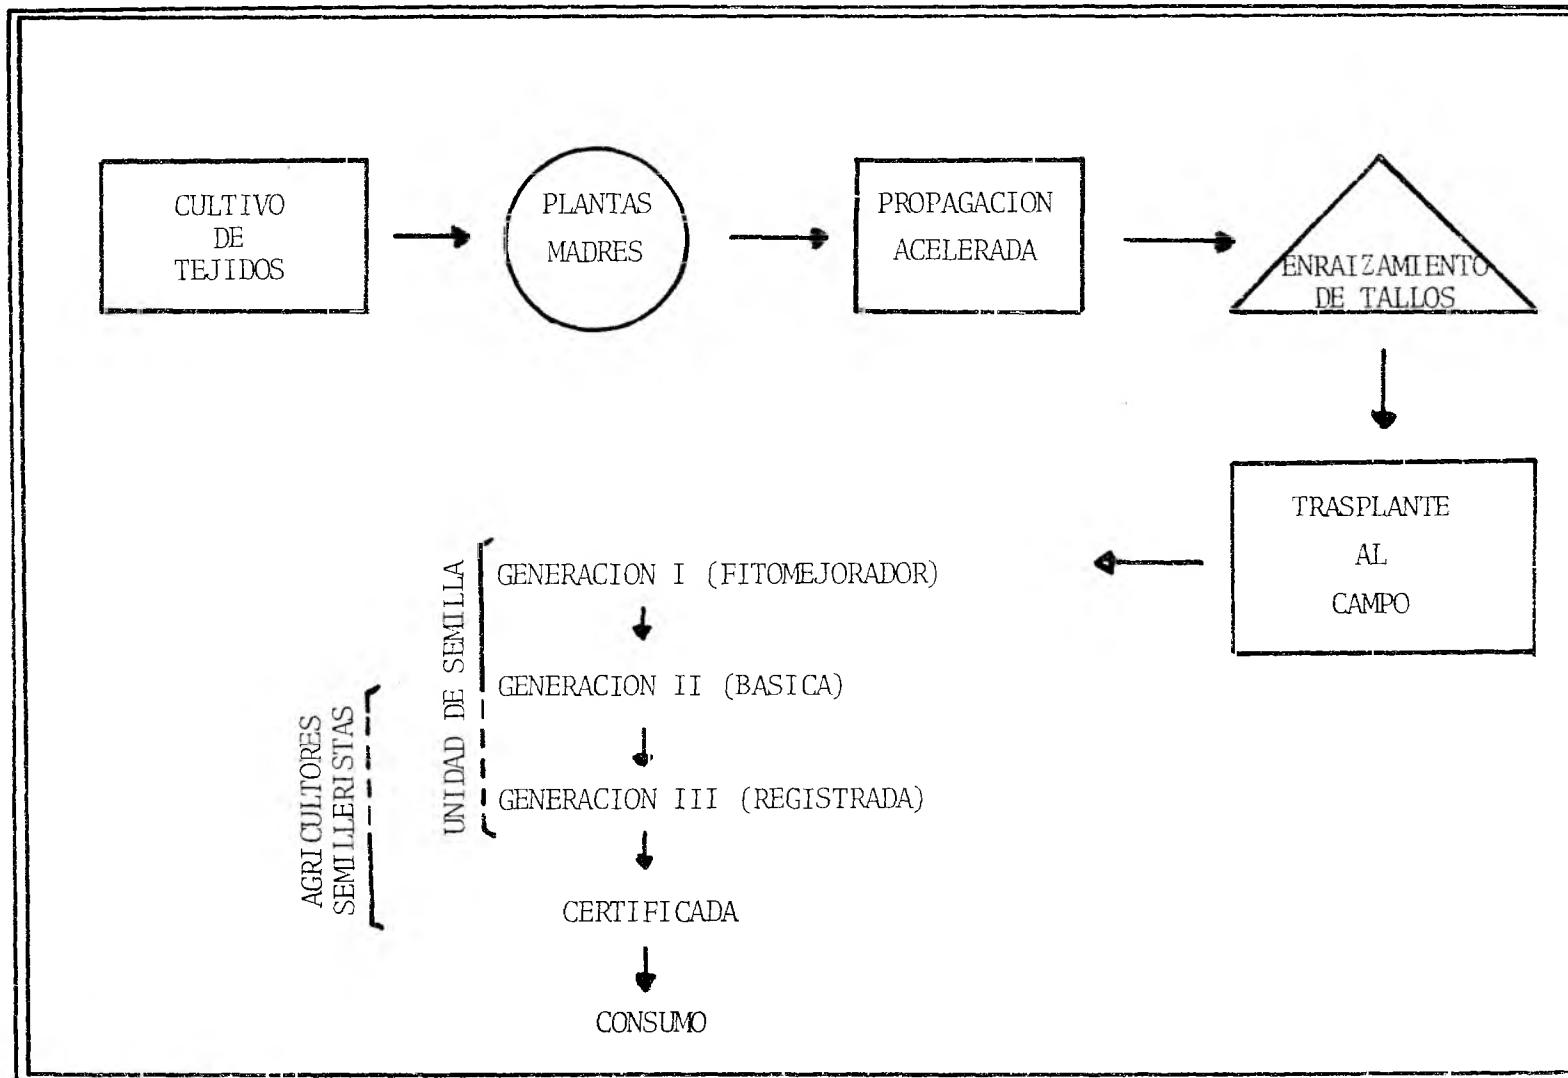 CULTIVO
DE
TEJIDOS
PLANTAS
MADRES
PROPAGACION
ACELERADA
ENRAIZAMIENTO
DE TALLOS
TRASPLANTE
AL
CAMPO
UNIDAD DE SEMILLA
GENERACION I (FITOMEJORADOR)
GENERACION II (BASICA)
GENERACION III (REGISTRADA)
AGRICULTORES
SEMILLERISTAS
CERTIFICADA
CONSUMO